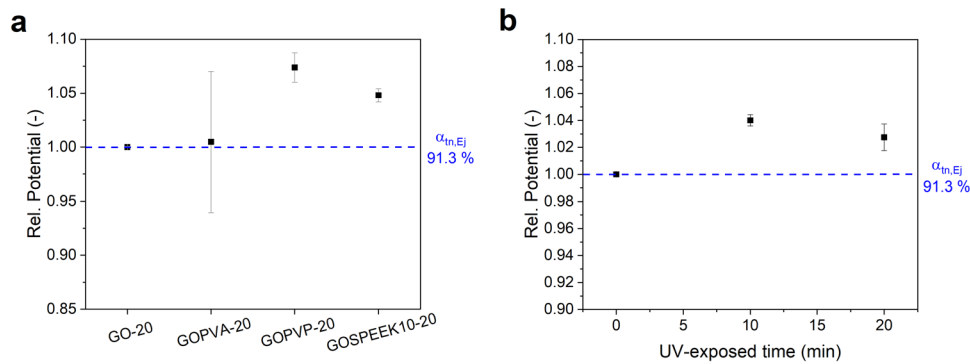 a
Rel. Potential (-)
1.10
1.05
1.00
0.95
0.90
0.85
GO-20
GOPVA-20
GOPVP-20
GOSPEEK10-20
αtn,Ej
91.3 %
b
Rel. Potential (-)
1.10
1.08
1.06
1.04
1.02
1.00
0.98
0.96
0.94
0.92
0.90
0 5 10 15 20
UV-exposed time (min)
αtn,Ej
91.3 %